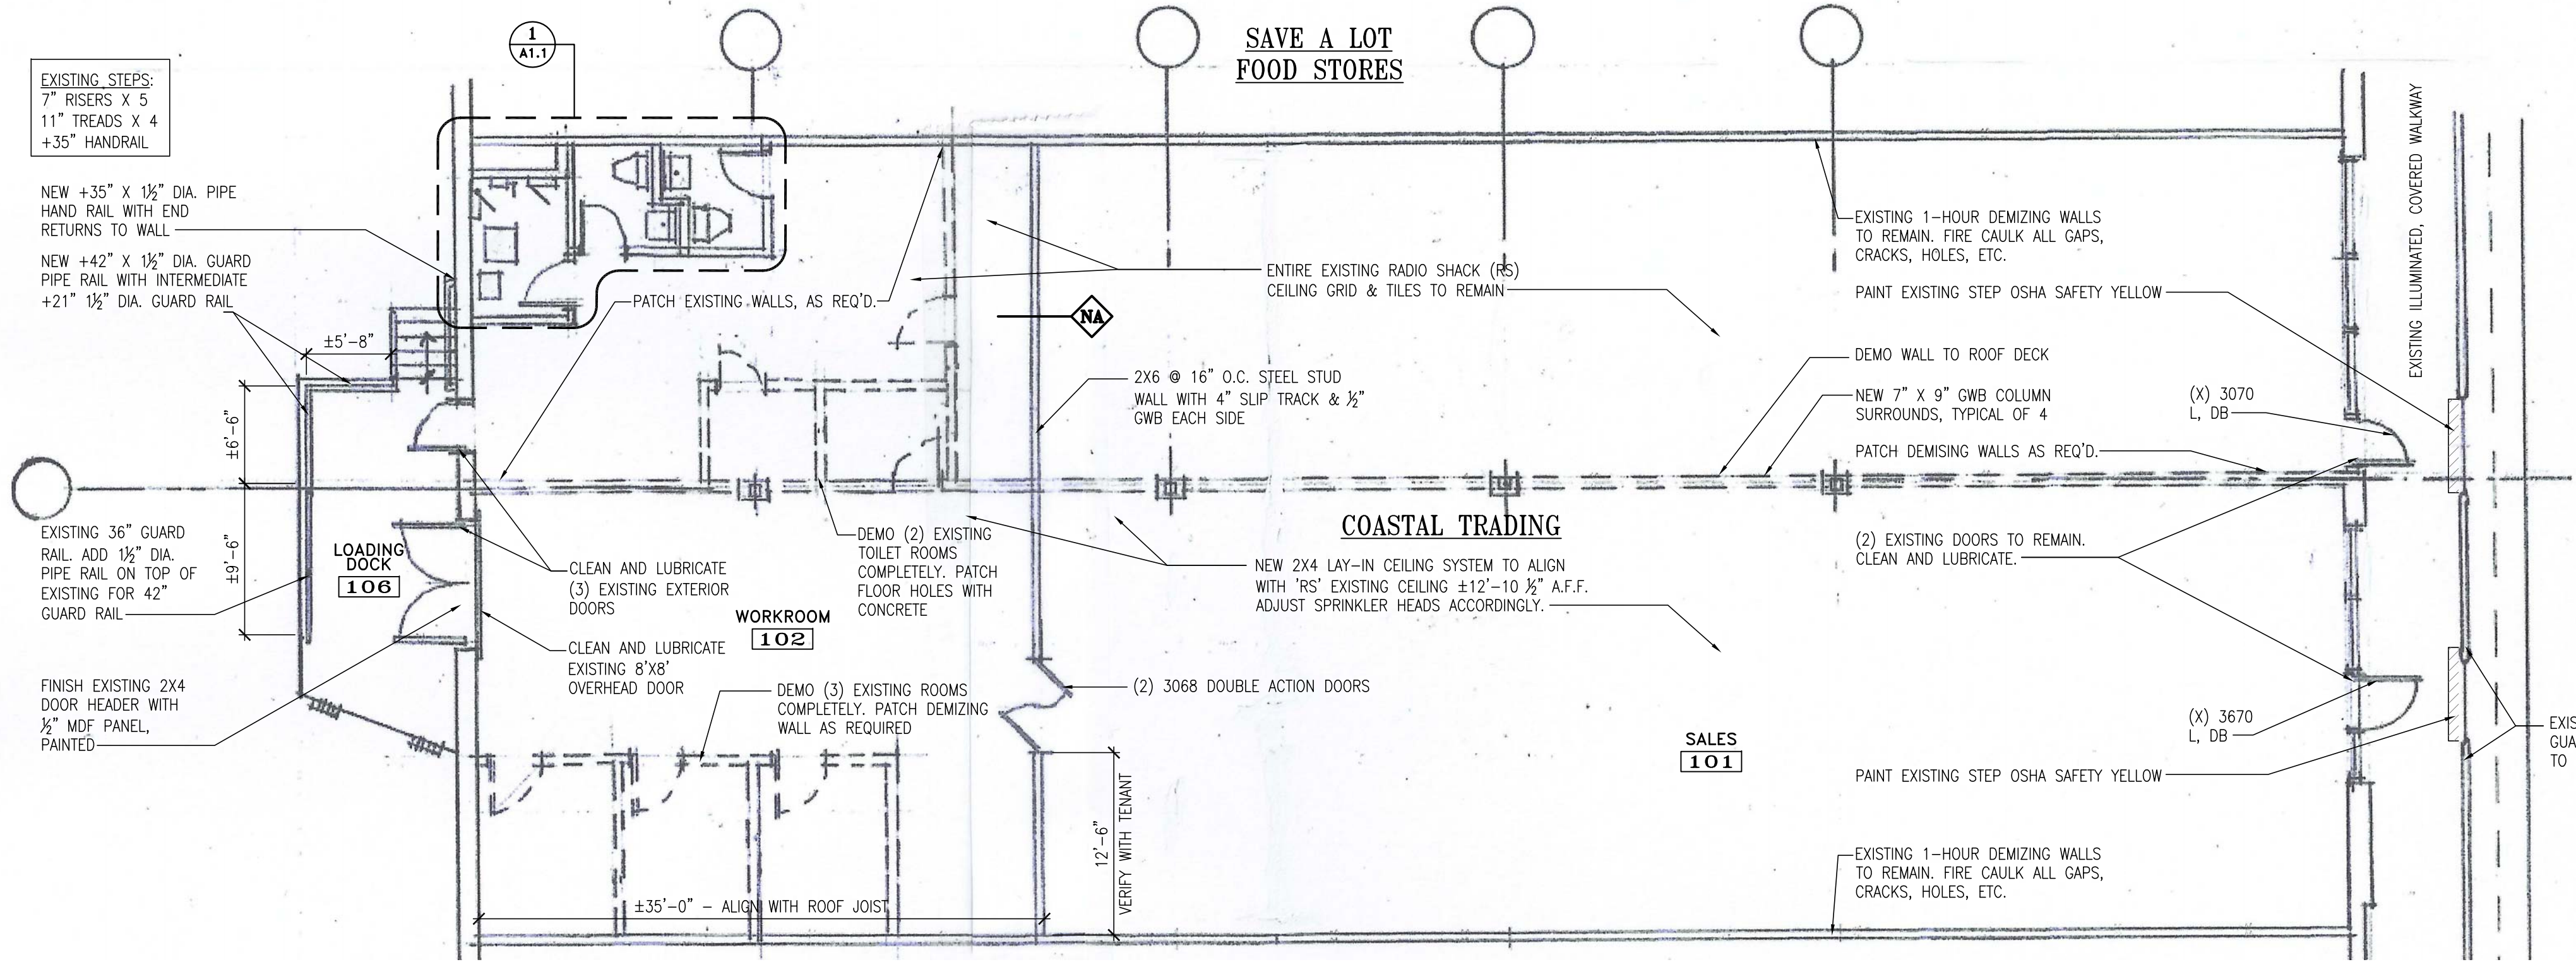 1
A1.1
SAVE A LOT
FOOD STORES
EXISTING STEPS:
7" RISERS X 5
11" TREADS X 4
+35" HANDRAIL
NEW +35" X 1½" DIA. PIPE
HAND RAIL WITH END
RETURNS TO WALL
NEW +42" X 1½" DIA. GUARD
PIPE RAIL WITH INTERMEDIATE
+21" 1½" DIA. GUARD RAIL
±5'-8"
±6'-6"
±9'-6"
EXISTING 36" GUARD
RAIL. ADD 1½" DIA.
PIPE RAIL ON TOP OF
EXISTING FOR 42"
GUARD RAIL
LOADING
DOCK
106
FINISH EXISTING 2X4
DOOR HEADER WITH
½" MDF PANEL,
PAINTED
PATCH EXISTING WALLS, AS REQ'D.
CLEAN AND LUBRICATE
(3) EXISTING EXTERIOR
DOORS
CLEAN AND LUBRICATE
EXISTING 8'X8'
OVERHEAD DOOR
WORKROOM
102
DEMO (2) EXISTING
TOILET ROOMS
COMPLETELY. PATCH
FLOOR HOLES WITH
CONCRETE
DEMO (3) EXISTING ROOMS
COMPLETELY. PATCH DEMIZING
WALL AS REQUIRED
±35'-0" - ALIGN WITH ROOF JOIST
12'-6"
VERIFY WITH TENANT
ENTIRE EXISTING RADIO SHACK (RS)
CEILING GRID & TILES TO REMAIN
NA
2X6 @ 16" O.C. STEEL STUD
WALL WITH 4" SLIP TRACK & ½"
GWB EACH SIDE
COASTAL TRADING
NEW 2X4 LAY-IN CEILING SYSTEM TO ALIGN
WITH 'RS' EXISTING CEILING ±12'-10 ½" A.F.F.
ADJUST SPRINKLER HEADS ACCORDINGLY.
(2) 3068 DOUBLE ACTION DOORS
SALES
101
EXISTING 1-HOUR DEMIZING WALLS
TO REMAIN. FIRE CAULK ALL GAPS,
CRACKS, HOLES, ETC.
PAINT EXISTING STEP OSHA SAFETY YELLOW
DEMO WALL TO ROOF DECK
NEW 7" X 9" GWB COLUMN
SURROUNDS, TYPICAL OF 4
(X) 3070
L, DB
PATCH DEMISING WALLS AS REQ'D.
(2) EXISTING DOORS TO REMAIN.
CLEAN AND LUBRICATE.
(X) 3670
L, DB
PAINT EXISTING STEP OSHA SAFETY YELLOW
EXISTING 1-HOUR DEMIZING WALLS
TO REMAIN. FIRE CAULK ALL GAPS,
CRACKS, HOLES, ETC.
EXISTING ILLUMINATED, COVERED WALKWAY
EXIS
GUA
TO